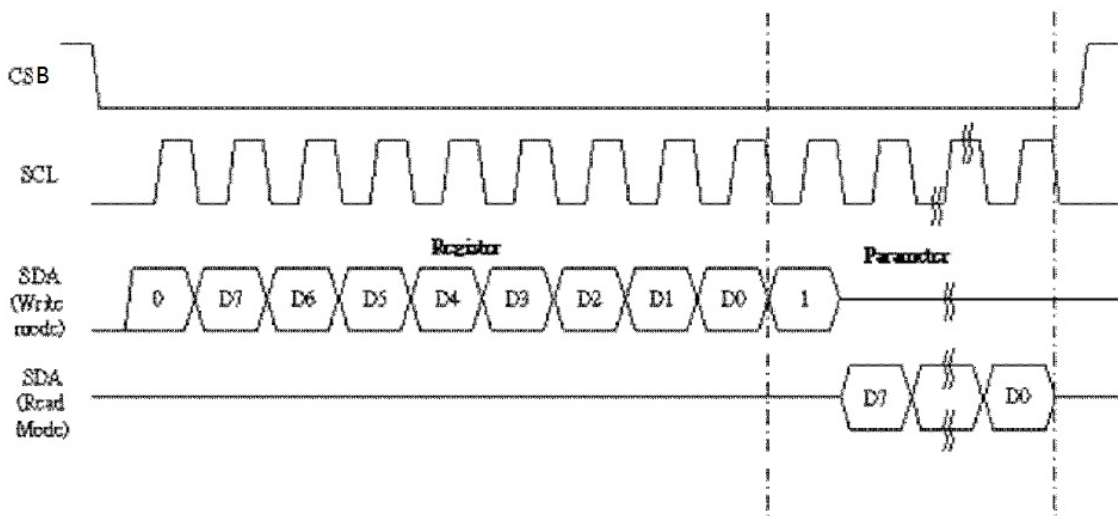 CSB
SCL
Register
Parameter
SDA
(Write
mode)
0 D7 D6 D5 D4 D3 D2 D1 D0 1
SDA
(Read
Mode)
D7 D0